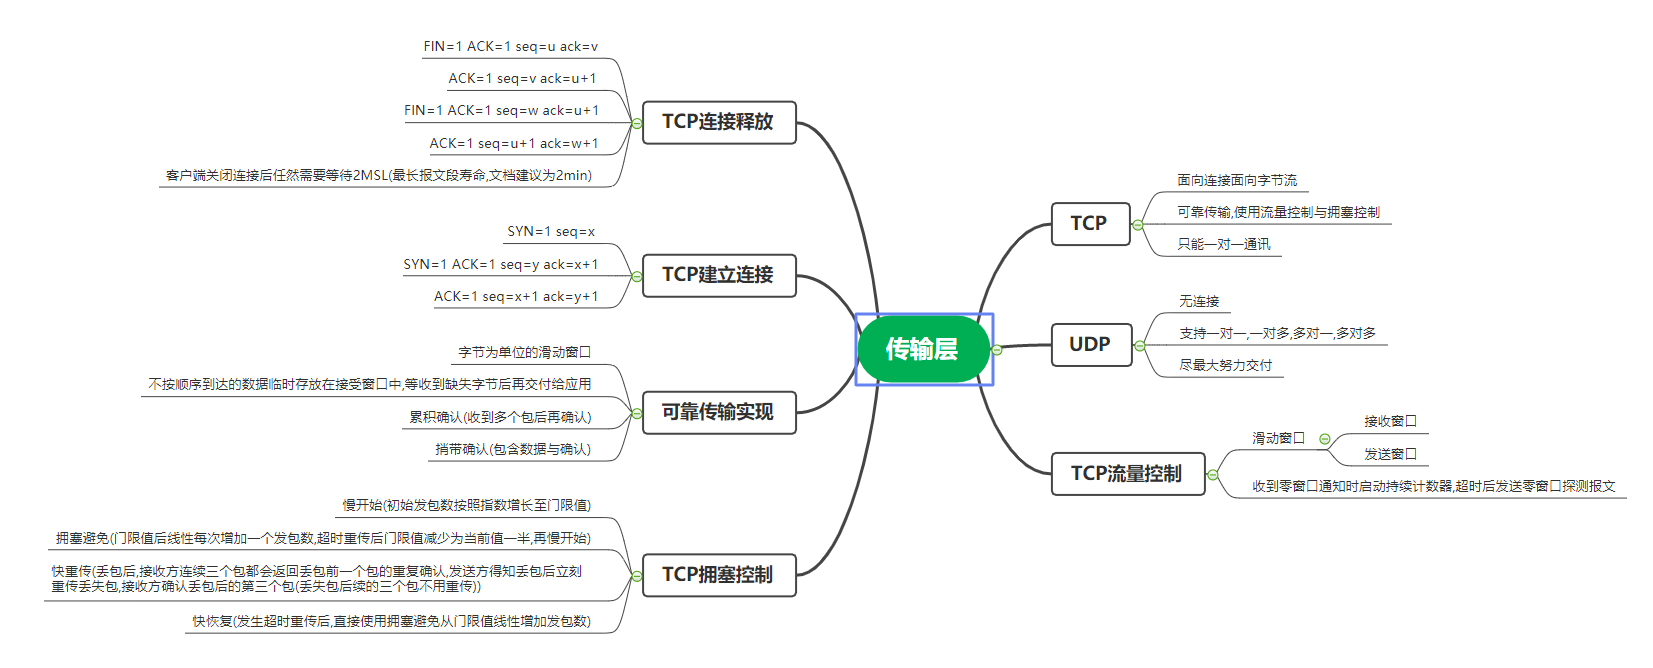 传输层
TCP
面向连接面向字节流
可靠传输,使用流量控制与拥塞控制
只能一对一通讯
UDP
无连接
支持一对一,一对多,多对一,多对多
尽最大努力交付
TCP流量控制
滑动窗口
接收窗口
发送窗口
收到零窗口通知时启动持续计数器,超时后发送零窗口探测报文
TCP连接释放
FIN=1 ACK=1 seq=u ack=v
ACK=1 seq=v ack=u+1
FIN=1 ACK=1 seq=w ack=u+1
ACK=1 seq=u+1 ack=w+1
客户端关闭连接后任然需要等待2MSL(最长报文段寿命,文档建议为2min)
TCP建立连接
SYN=1 seq=x
SYN=1 ACK=1 seq=y ack=x+1
ACK=1 seq=x+1 ack=y+1
可靠传输实现
字节为单位的滑动窗口
不按顺序到达的数据临时存放在接受窗口中,等收到缺失字节后再交付给应用
累积确认(收到多个包后再确认)
捎带确认(包含数据与确认)
TCP拥塞控制
慢开始(初始发包数按照指数增长至门限值)
拥塞避免(门限值后线性每次增加一个发包数,超时重传后门限值减少为当前值一半,再慢开始)
快重传(丢包后,接收方连续三个包都会返回丢包前一个包的重复确认,发送方得知丢包后立刻
重传丢失包,接收方确认丢包后的第三个包(丢失包后续的三个包不用重传))
快恢复(发生超时重传后,直接使用拥塞避免从门限值线性增加发包数)